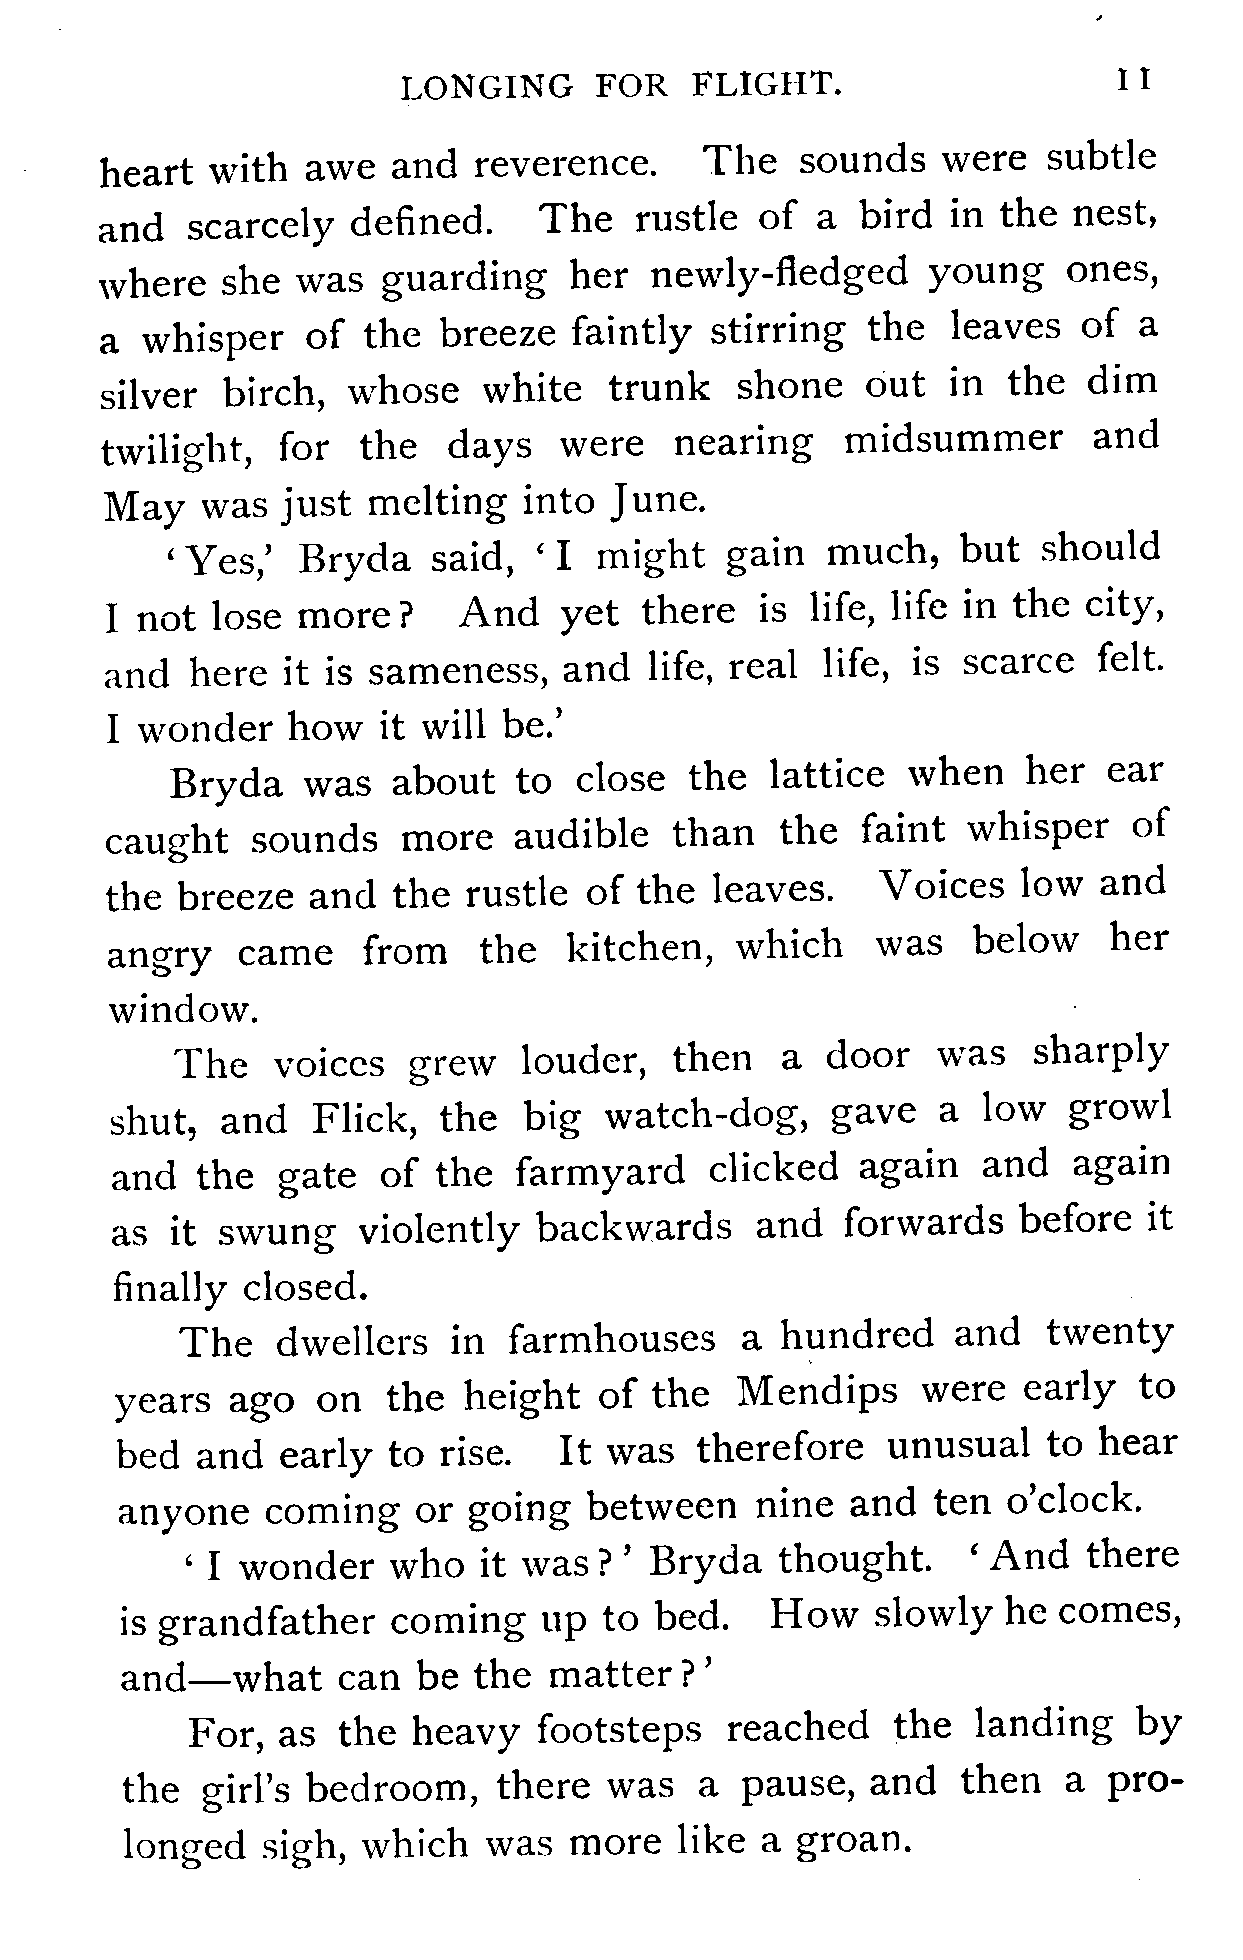 LONGING FOR FLIGHT. 11
heart with awe and reverence. The sounds were subtle
and scarcely defined. The rustle of a bird in the nest,
where she was guarding her newly-fledged young ones,
a whisper of the breeze faintly stirring the leaves of a
silver birch, whose white trunk shone out in the dim
twilight, for the days were nearing midsummer and
May was just melting into June.
‘Yes,’ Bryda said, ‘I might gain much, but should
I not lose more? And yet there is life, life in the city,
and here it is sameness, and life, real life, is scarce felt.
I wonder how it will be.’
Bryda was about to close the lattice when her ear
caught sounds more audible than the faint whisper of
the breeze and the rustle of the leaves. Voices low and
angry came from the kitchen, which was below her
window.
The voices grew louder, then a door was sharply
shut, and Flick, the big watch-dog, gave a low growl
and the gate of the farmyard clicked again and again
as it swung violently backwards and forwards before it
finally closed.
The dwellers in farmhouses a hundred and twenty
years ago on the height of the Mendips were early to
bed and early to rise. It was therefore unusual to hear
anyone coming or going between nine and ten o’clock.
‘I wonder who it was?’ Bryda thought. ‘And there
is grandfather coming up to bed. How slowly he comes,
and—what can be the matter?’
For, as the heavy footsteps reached the landing by
the girl’s bedroom, there was a pause, and then a pro-
longed sigh, which was more like a groan.